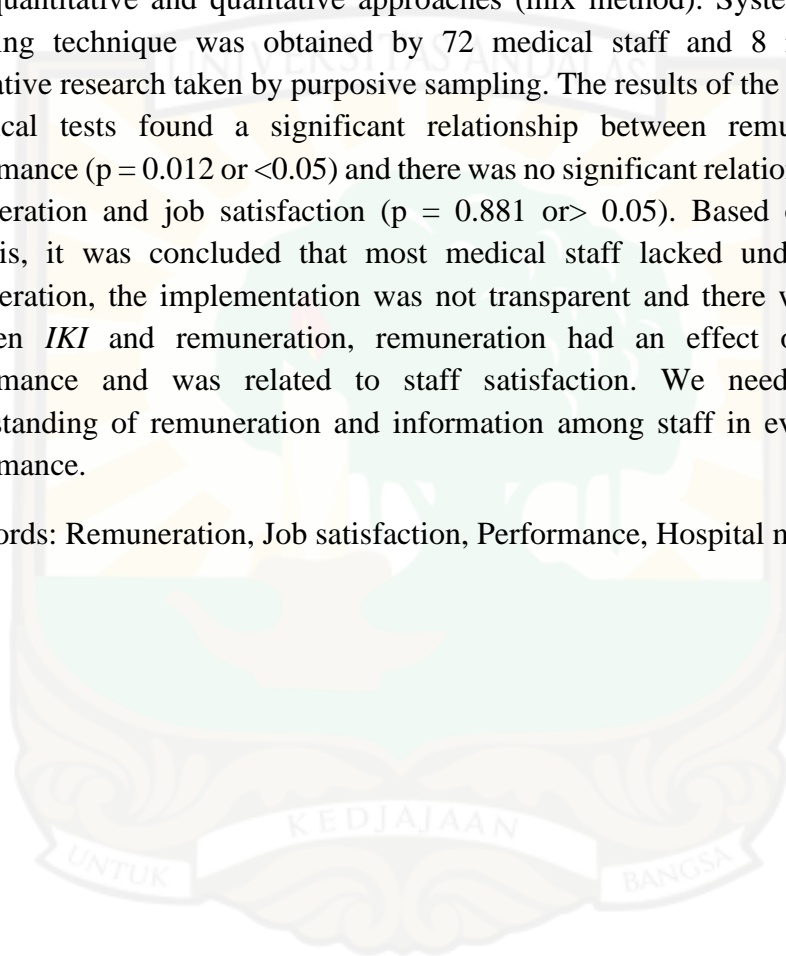 quantitative and qualitative approaches (mix method). System
ing technique was obtained by 72 medical staff and 8
ative research taken by purposive sampling. The results of the
ical tests found a significant relationship between remu
mance (p = 0.012 or <0.05) and there was no significant relation
eration and job satisfaction (p = 0.881 or> 0.05). Based
is, it was concluded that most medical staff lacked und
eration, the implementation was not transparent and there
en IKI and remuneration, remuneration had an effect
mance and was related to staff satisfaction. We need
standing of remuneration and information among staff in ev
mance.
ords: Remuneration, Job satisfaction, Performance, Hospital
UNIVERSITAS ANDALAS
KEDJAJAAN
UNTUK
BANGSA